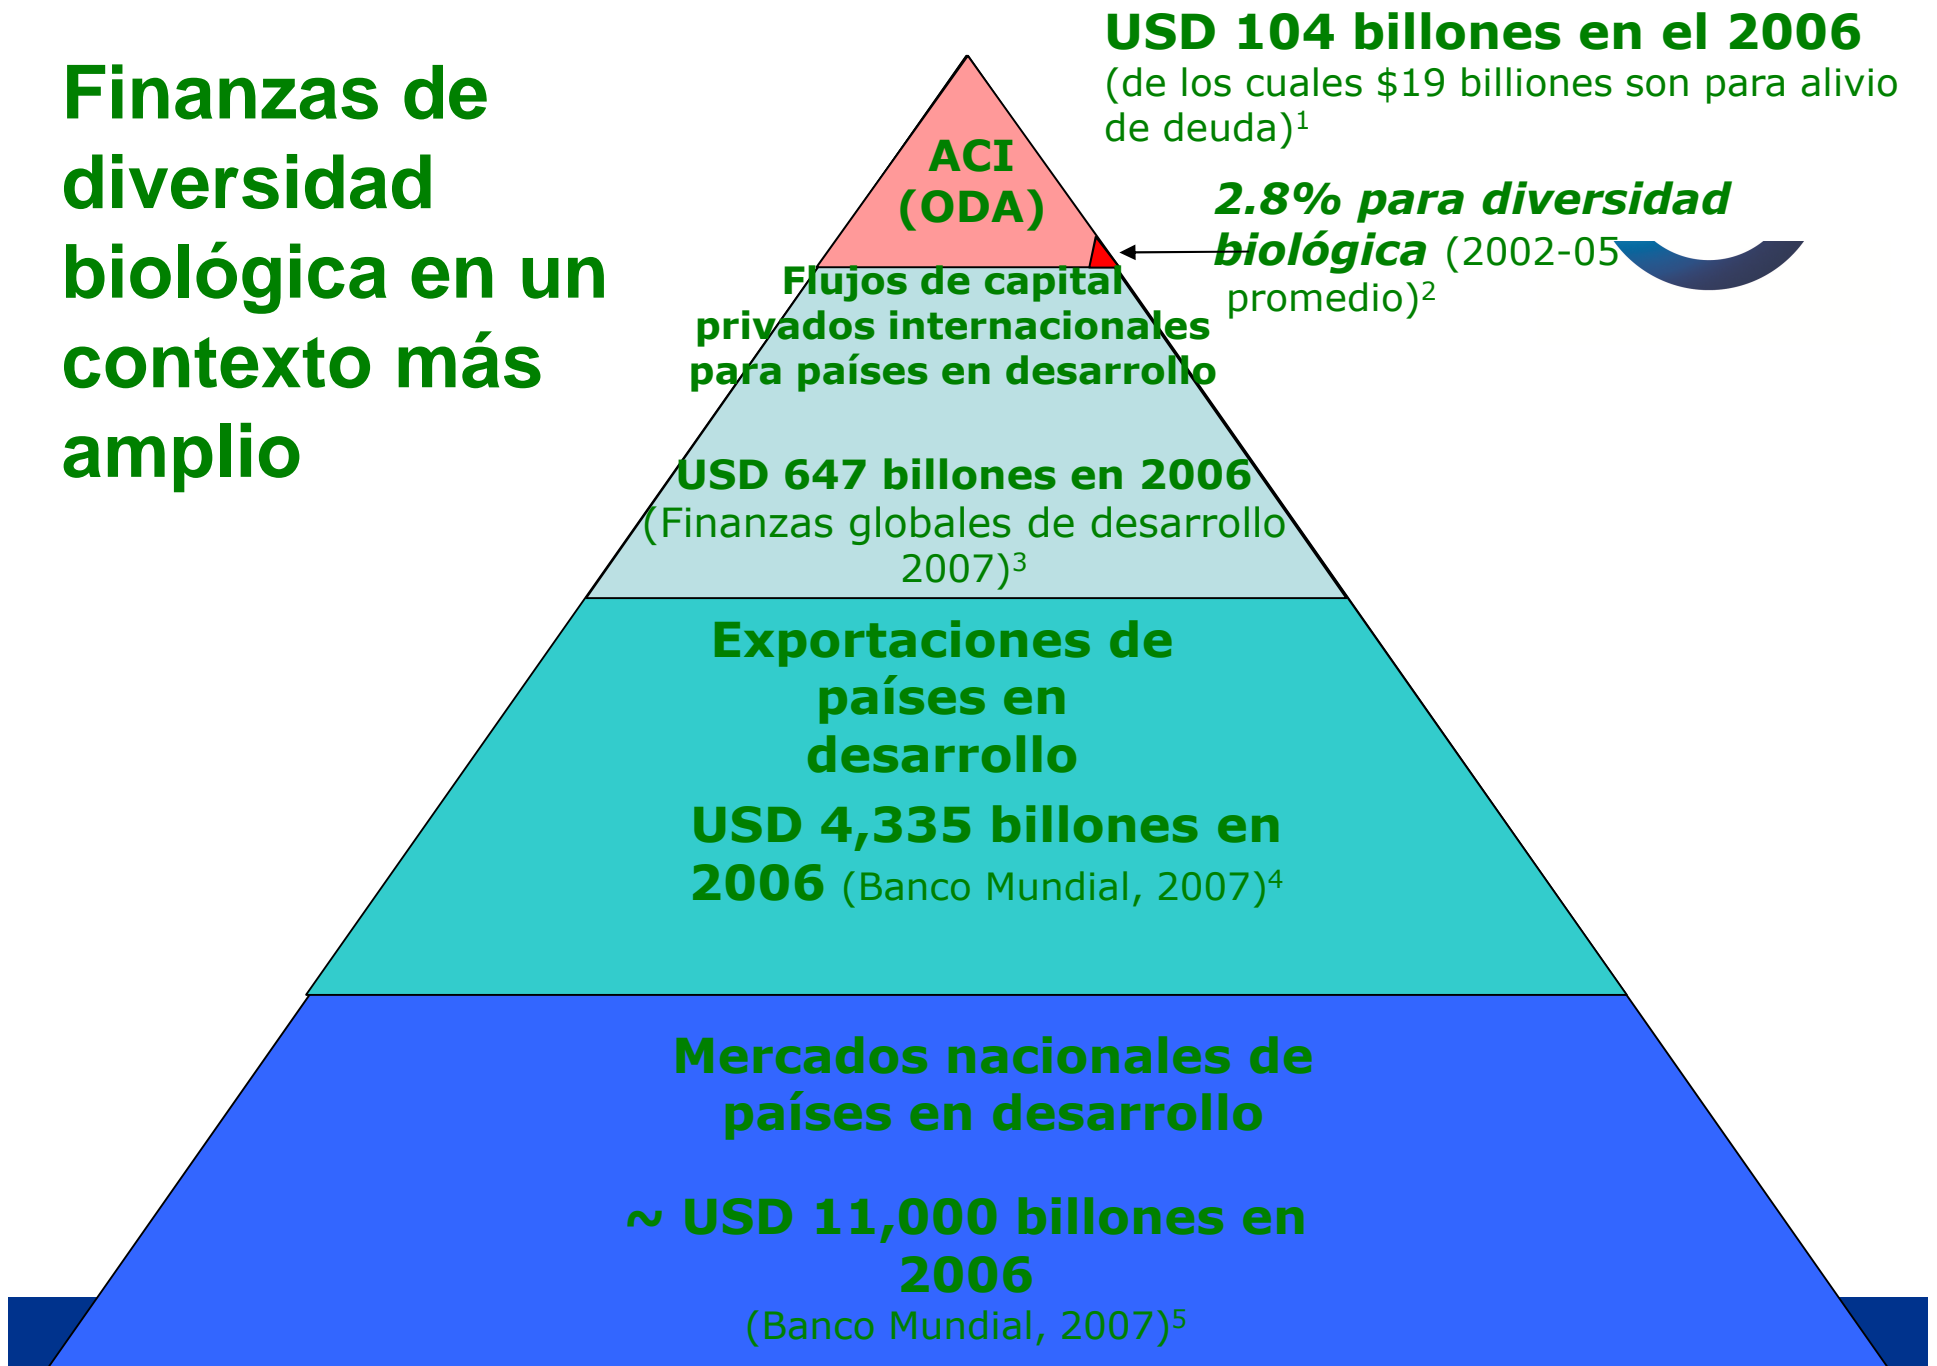 Finanzas de
diversidad
biológica en un
contexto más
amplio
USD 104 billones en el 2006
(de los cuales $19 billiones son para alivio
de deuda)¹
ACI
(ODA)
2.8% para diversidad
biológica (2002-05
promedio)²
Flujos de capital
privados internacionales
para países en desarrollo
USD 647 billones en 2006
(Finanzas globales de desarrollo
2007)³
Exportaciones de
países en
desarrollo
USD 4,335 billones en
2006 (Banco Mundial, 2007)⁴
Mercados nacionales de
países en desarrollo
~ USD 11,000 billones en
2006
(Banco Mundial, 2007)⁵